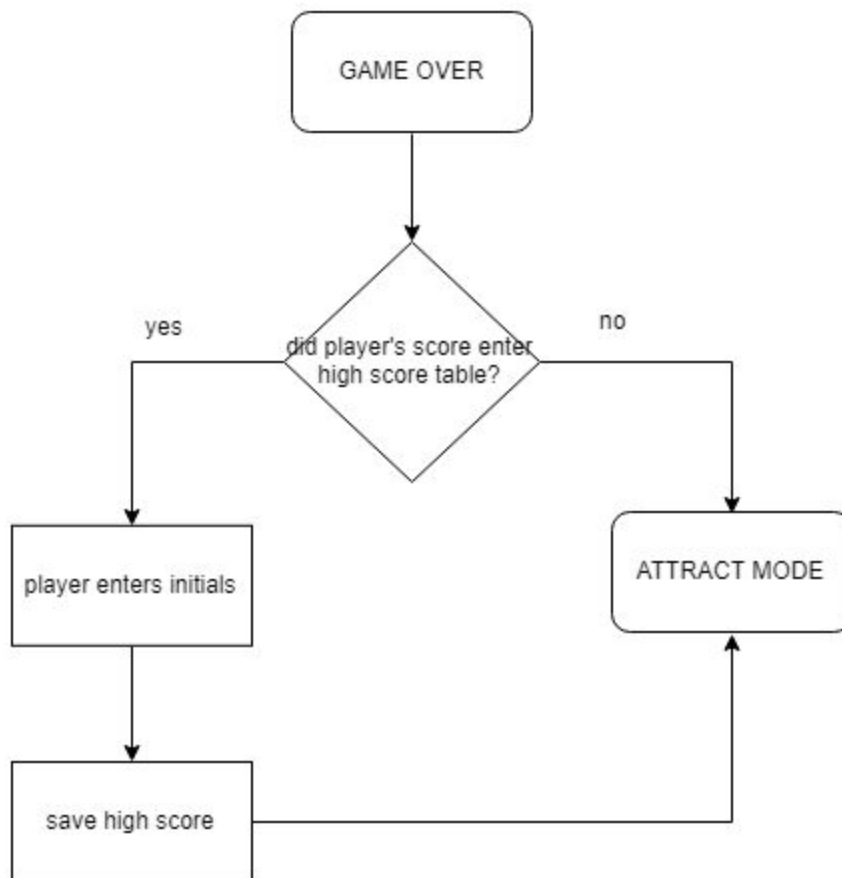 GAME OVER
yes
no
did player's score enter
high score table?
player enters initials
ATTRACT MODE
save high score